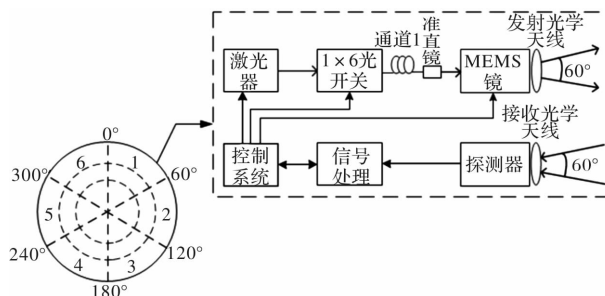 激光器
1×6光
开关
通道1
准直镜
MEMS
镜
发射光学
天线
60°
接收光学
天线
控制
系统
信号
处理
探测器
60°
0°
300°
60°
6
1
5
2
240°
120°
4
3
180°